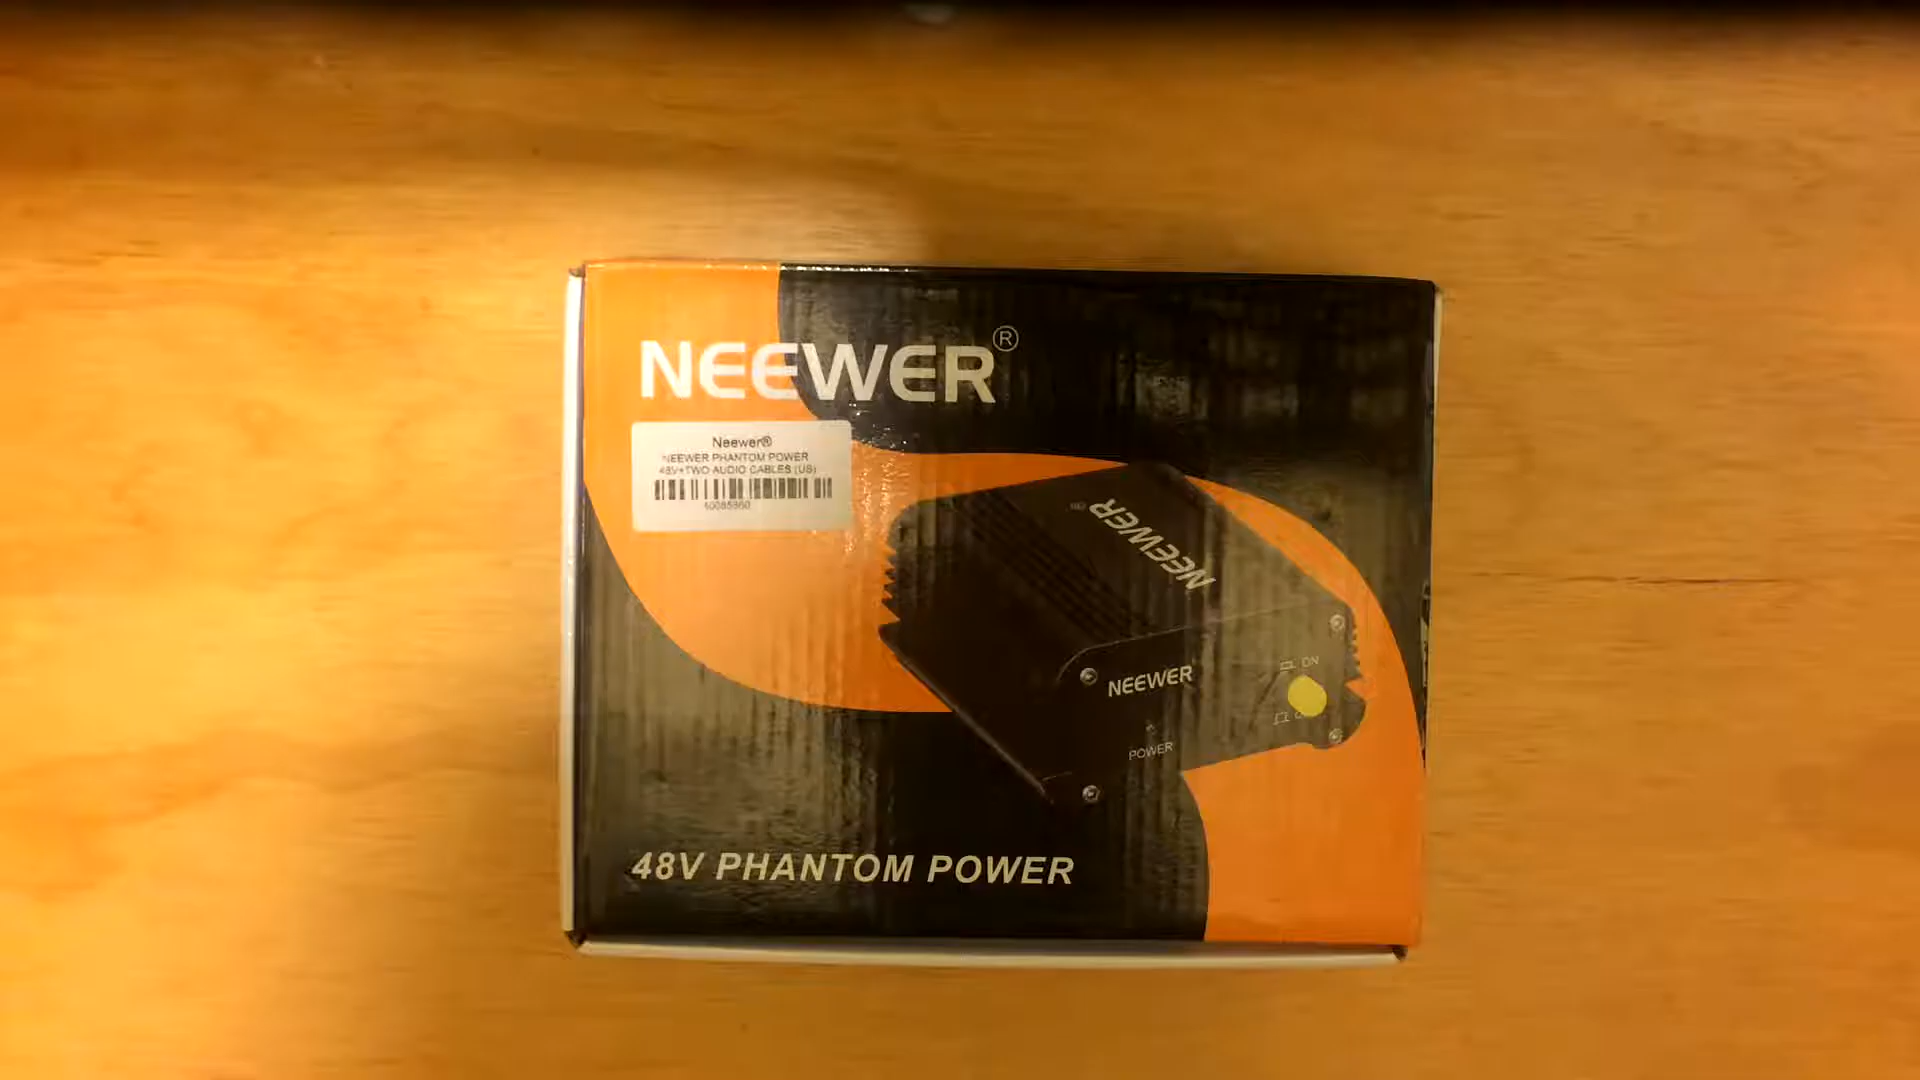 NEEWER®
Neewer®
NEEWER PHANTOM POWER
48V+TWO AUDIO CABLES (US)
NEEWER
NEEWER
ON
POWER
48V PHANTOM POWER